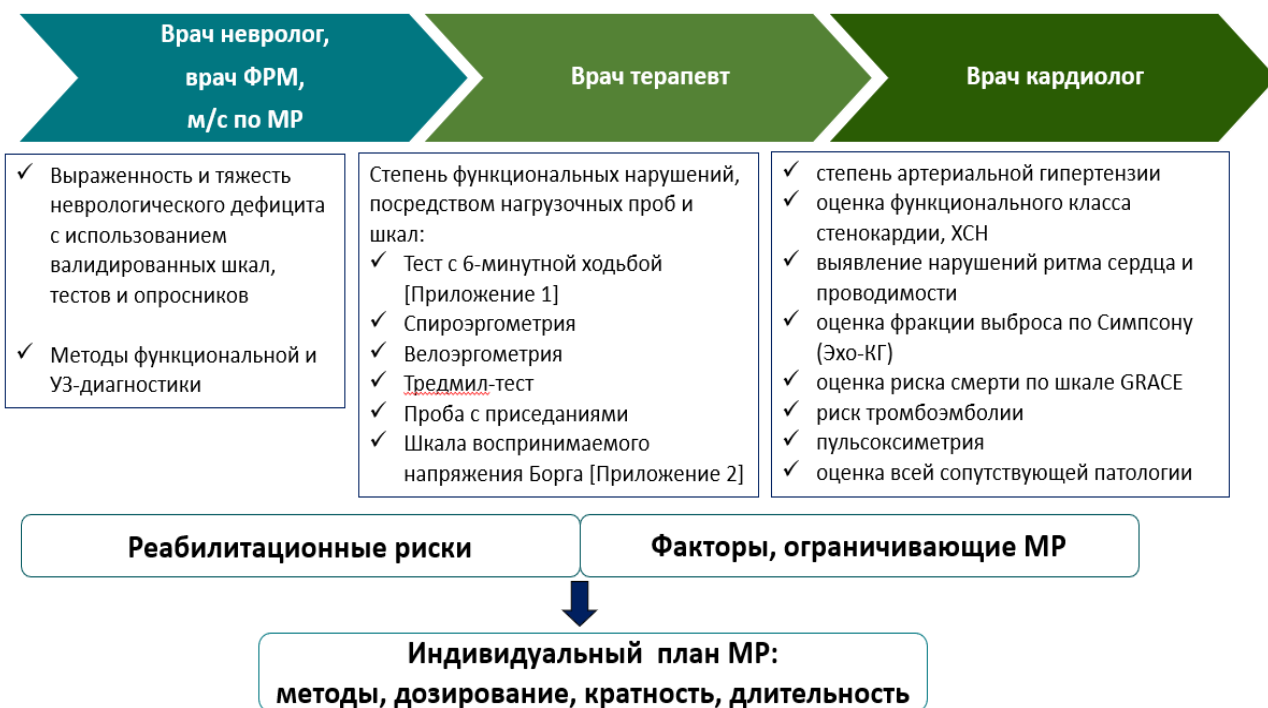 Врач невролог,
врач ФРМ,
м/с по МР
Врач терапевт
Врач кардиолог
✓ Выраженность и тяжесть
неврологического дефицита
с использованием
валидированных шкал,
тестов и опросников
✓ Методы функциональной и
УЗ-диагностики
Степень функциональных нарушений,
посредством нагрузочных проб и
шкал:
✓ Тест с 6-минутной ходьбой
[Приложение 1]
✓ Спироэргометрия
✓ Велоэргометрия
✓ Тредмил-тест
✓ Проба с приседаниями
✓ Шкала воспринимаемого
напряжения Борга [Приложение 2]
✓ степень артериальной гипертензии
✓ оценка функционального класса
стенокардии, ХСН
✓ выявление нарушений ритма сердца и
проводимости
✓ оценка фракции выброса по Симпсону
(Эхо-КГ)
✓ оценка риска смерти по шкале GRACE
✓ риск тромбоэмболии
✓ пульсоксиметрия
✓ оценка всей сопутствующей патологии
Реабилитационные риски
Факторы, ограничивающие МР
Индивидуальный план МР:
методы, дозирование, кратность, длительность